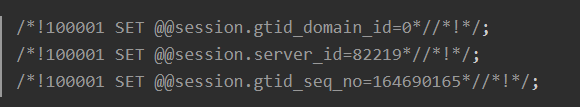 /*!100001 SET @@session.gtid_domain_id=0*//*!*/;
/*!100001 SET @@session.server_id=82219*//*!*/;
/*!100001 SET @@session.gtid_seq_no=164690165*//*!*/;